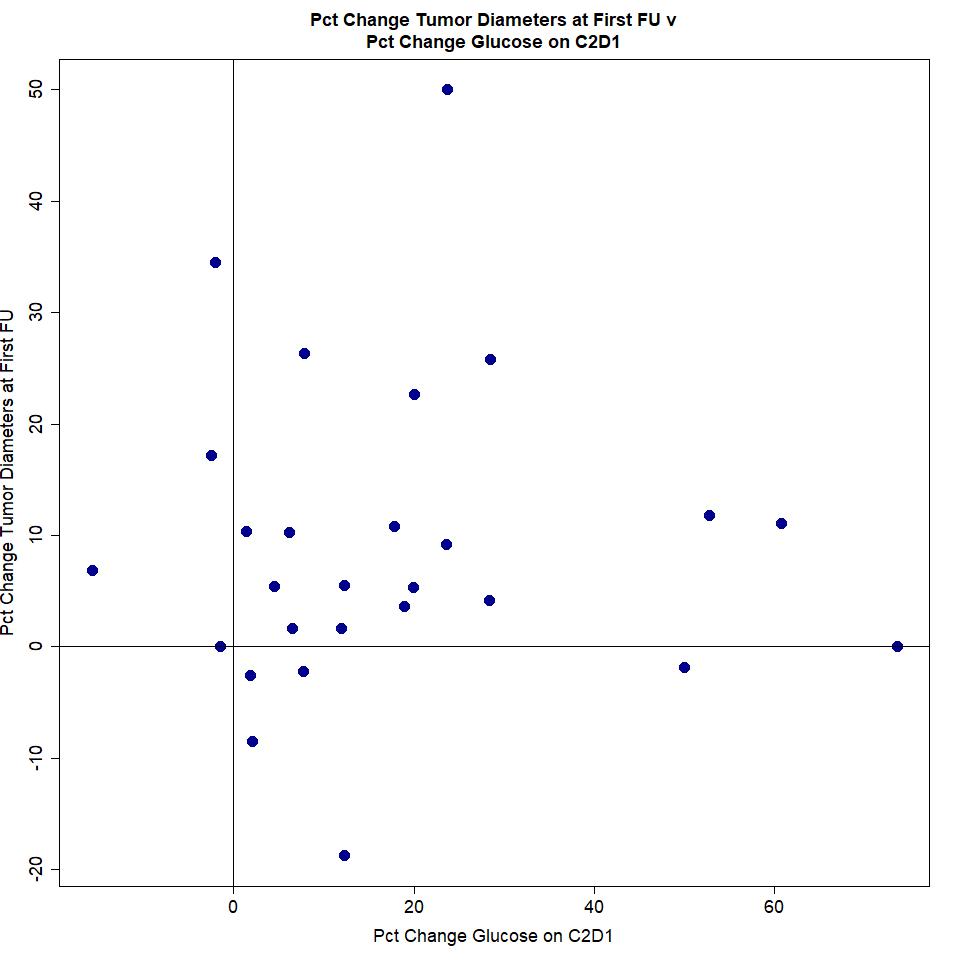 Pct Change Tumor Diameters at First FU v
Pct Change Glucose on C2D1
Pct Change Tumor Diameters at First FU
50
40
30
20
10
0
-10
-20
0 20 40 60
Pct Change Glucose on C2D1